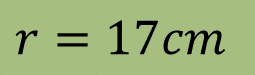 r = 17cm